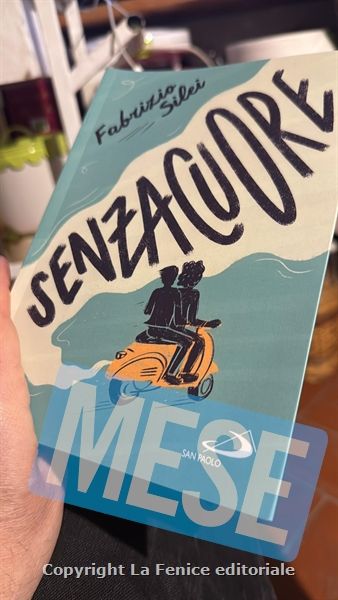 Fabrizio
Silei
SENZACUORE
SAN PAOLO
MESE
Copyright La Fenice editoriale